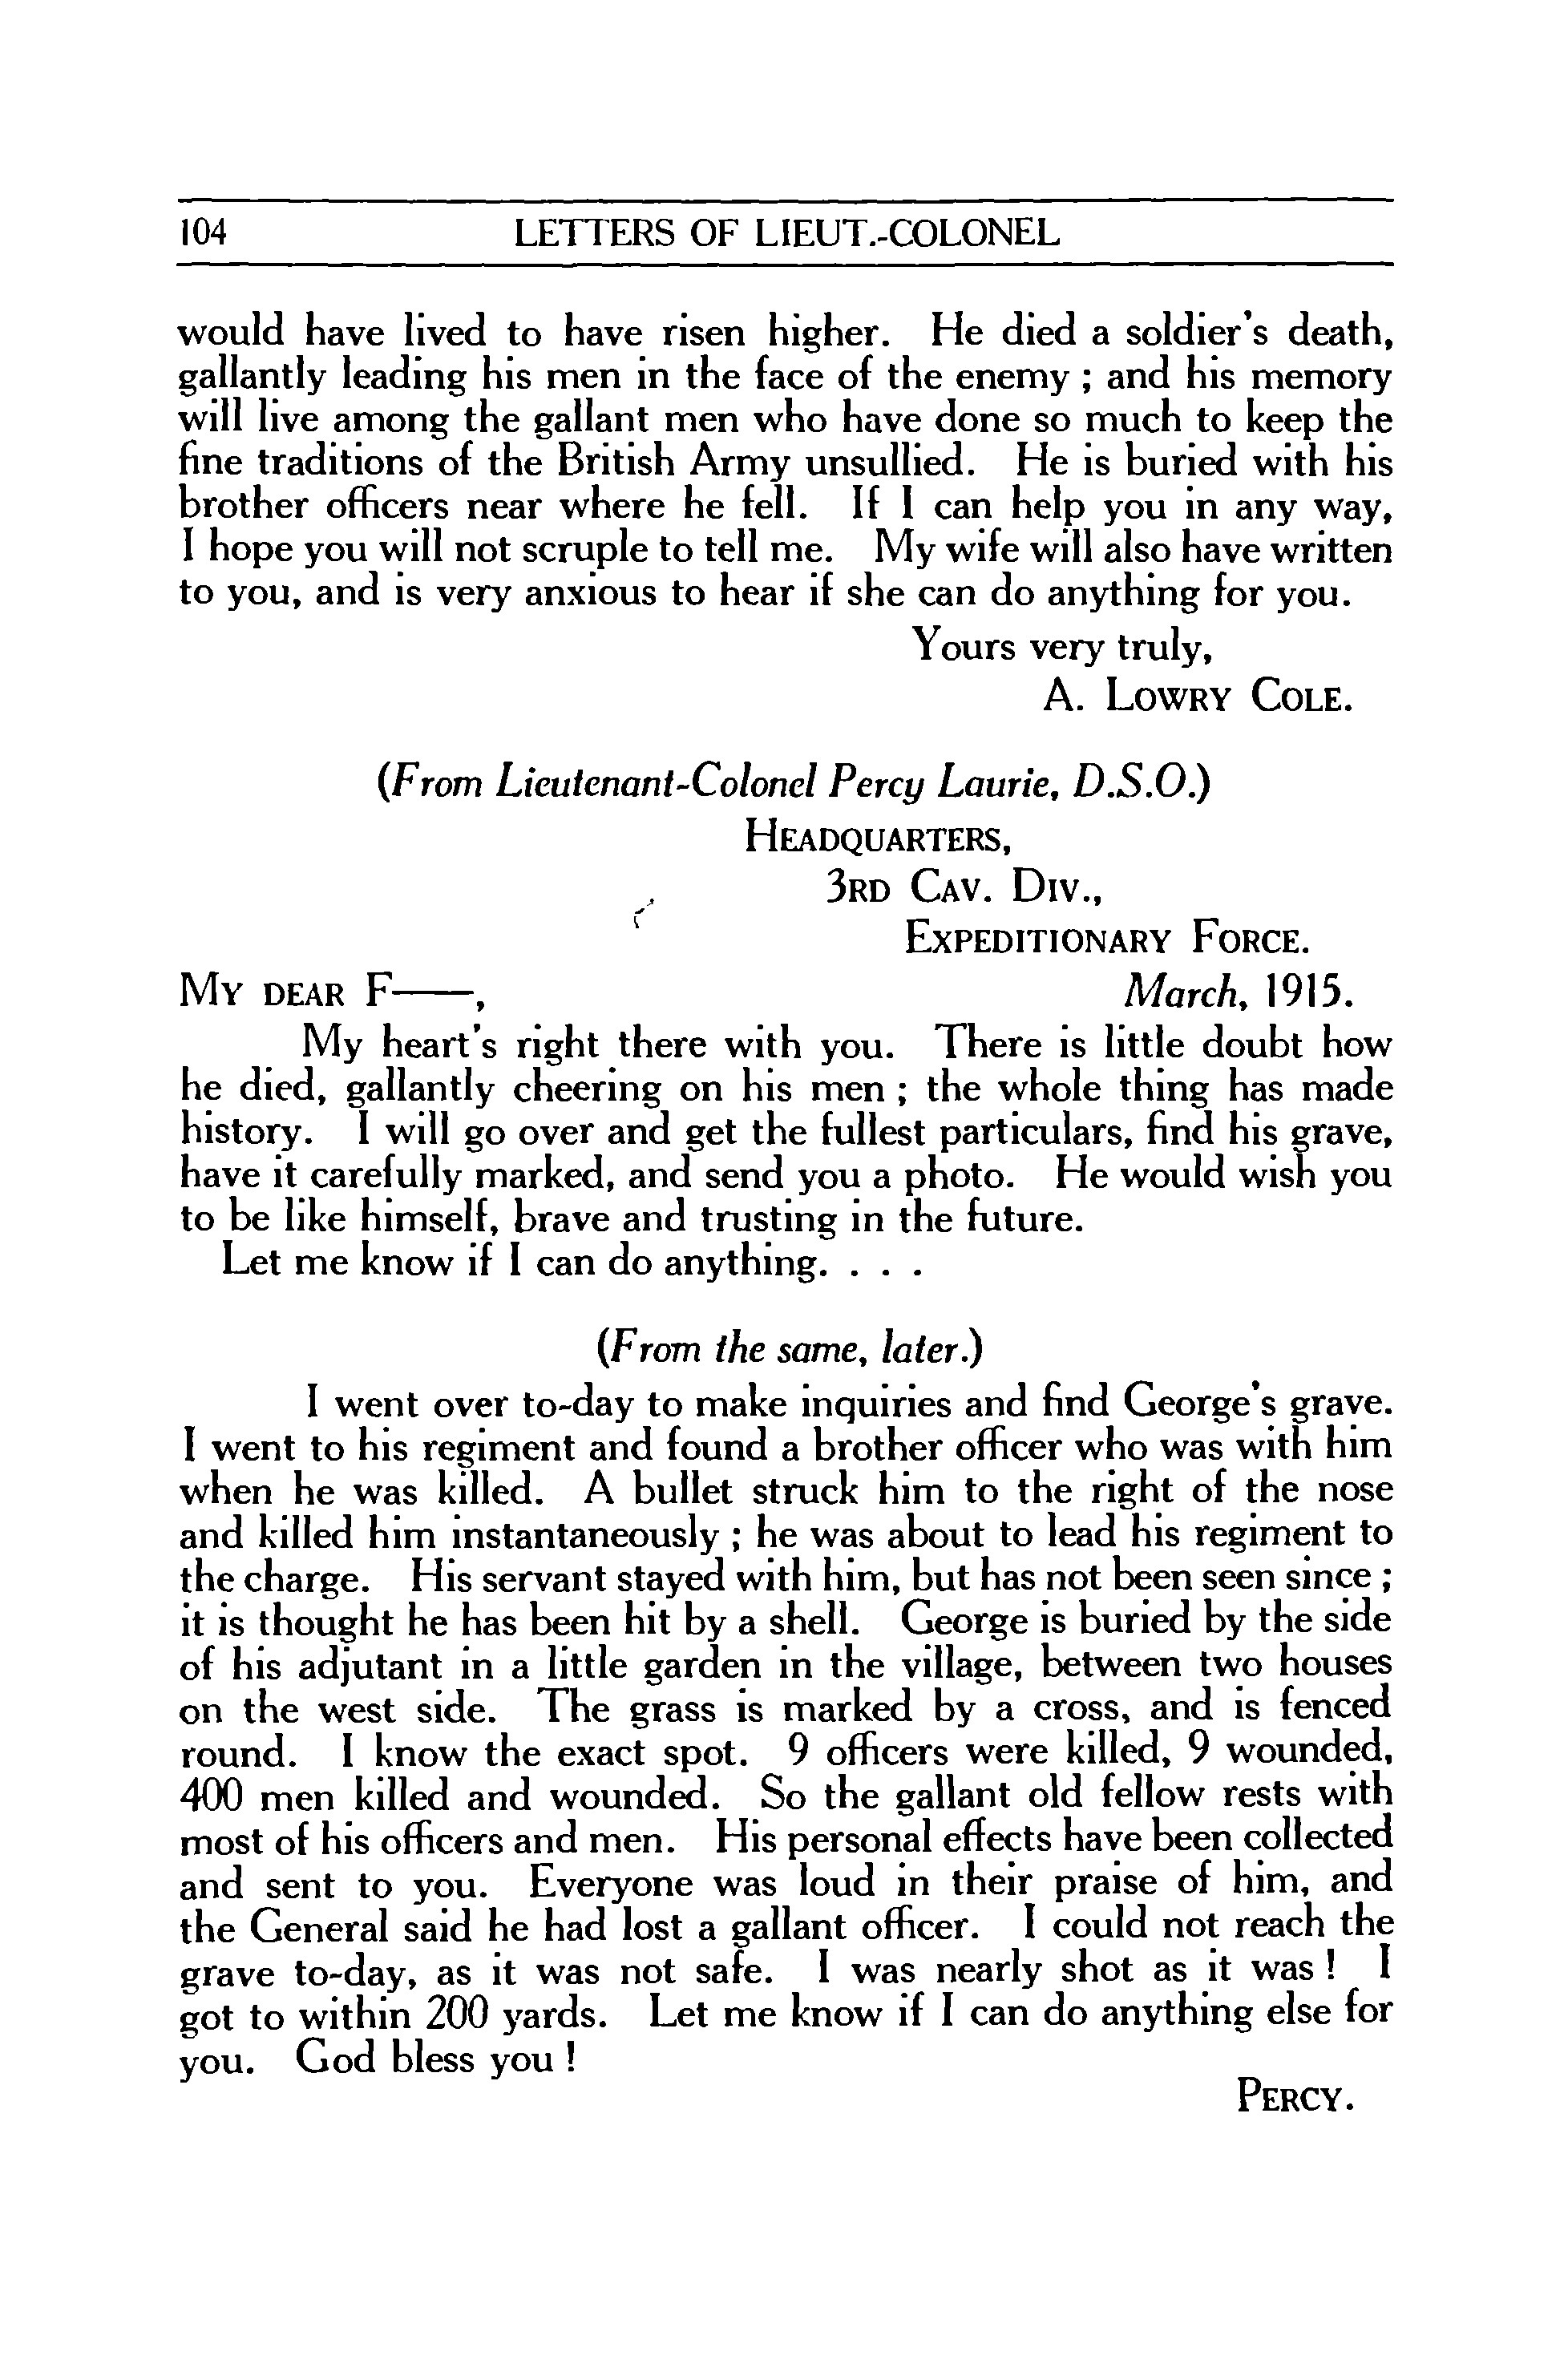 104 LETTERS OF LIEUT.-COLONEL
would have lived to have risen higher. He died a soldier's death,
gallantly leading his men in the face of the enemy ; and his memory
will live among the gallant men who have done so much to keep the
fine traditions of the British Army unsullied. He is buried with his
brother officers near where he fell. If I can help you in any way,
I hope you will not scruple to tell me. My wife will also have written
to you, and is very anxious to hear if she can do anything for you.
Yours very truly,
A. LOWRY COLE.
(From Lieutenant-Colonel Percy Laurie, D.S.O.)
HEADQUARTERS,
3RD CAV. DIV.,
EXPEDITIONARY FORCE.
MY DEAR F——, March, 1915.
My heart's right there with you. There is little doubt how
he died, gallantly cheering on his men ; the whole thing has made
history. I will go over and get the fullest particulars, find his grave,
have it carefully marked, and send you a photo. He would wish you
to be like himself, brave and trusting in the future.
Let me know if I can do anything. . . .
(From the same, later.)
I went over to-day to make inquiries and find George's grave.
I went to his regiment and found a brother officer who was with him
when he was killed. A bullet struck him to the right of the nose
and killed him instantaneously ; he was about to lead his regiment to
the charge. His servant stayed with him, but has not been seen since ;
it is thought he has been hit by a shell. George is buried by the side
of his adjutant in a little garden in the village, between two houses
on the west side. The grass is marked by a cross, and is fenced
round. I know the exact spot. 9 officers were killed, 9 wounded,
400 men killed and wounded. So the gallant old fellow rests with
most of his officers and men. His personal effects have been collected
and sent to you. Everyone was loud in their praise of him, and
the General said he had lost a gallant officer. I could not reach the
grave to-day, as it was not safe. I was nearly shot as it was ! I
got to within 200 yards. Let me know if I can do anything else for
you. God bless you !
PERCY.